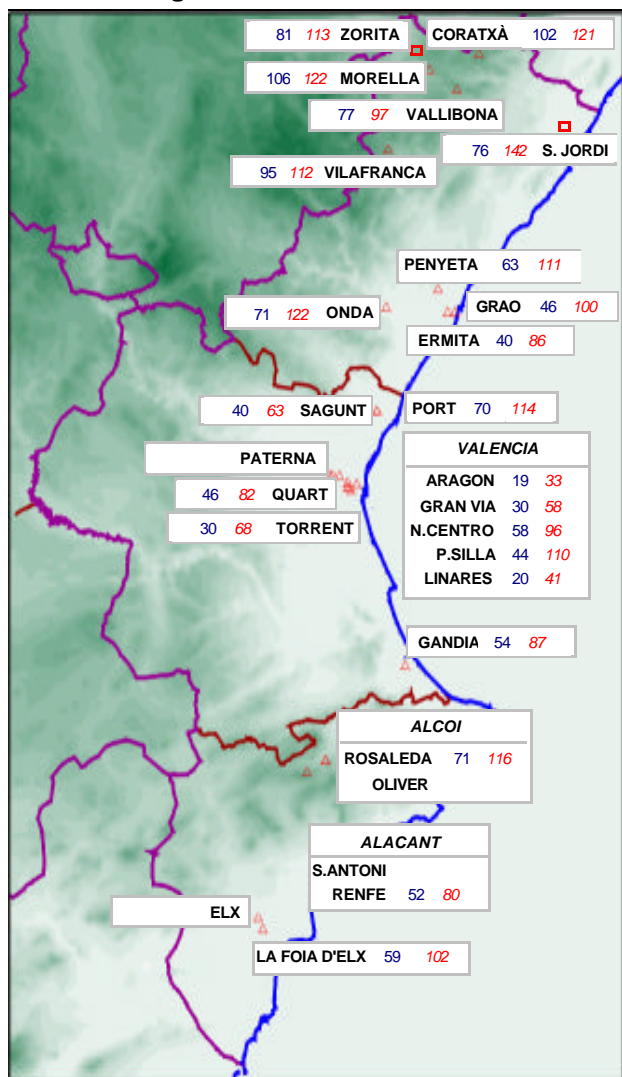 81 113 ZORITA
CORATXÀ 102 121
106 122 MORELLA
77 97 VALLIBONA
76 142 S. JORDI
95 112 VILAFRANCA
PENYETA 63 111
71 122 ONDA
GRAO 46 100
ERMITA 40 86
40 63 SAGUNT
PORT 70 114
PATERNA
46 82 QUART
30 68 TORRENT
VALENCIA
ARAGON 19 33
GRAN VIA 30 58
N.CENTRO 58 96
P.SILLA 44 110
LINARES 20 41
GANDIA 54 87
ALCOI
ROSALEDA 71 116
OLIVER
ALACANT
S.ANTONI
RENFE 52 80
ELX
LA FOIA D'ELX 59 102